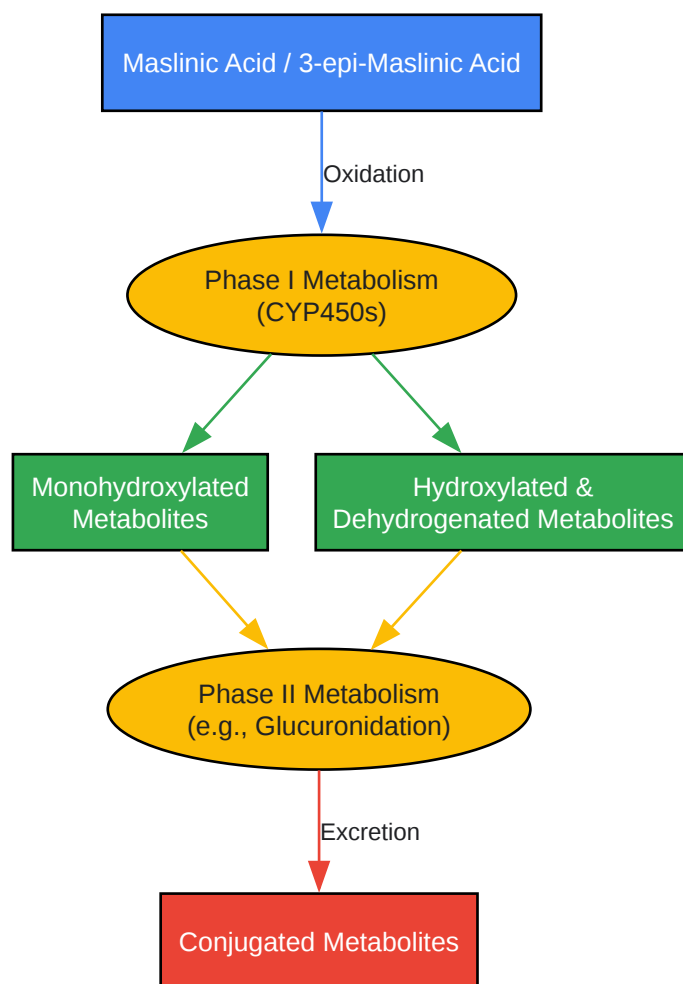 Maslinic Acid / 3-epi-Maslinic Acid
Oxidation
Phase I Metabolism
(CYP450s)
Monohydroxylated
Metabolites
Hydroxylated &
Dehydrogenated Metabolites
Phase II Metabolism
(e.g., Glucuronidation)
Excretion
Conjugated Metabolites